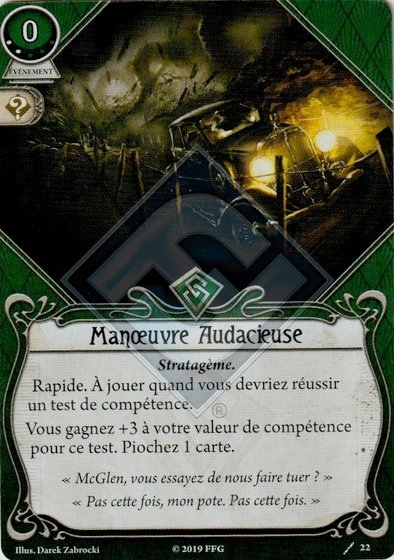 0
ÉVÉNEMENT
?
Manœuvre Audacieuse
Stratagème.
Rapide. À jouer quand vous devriez réussir
un test de compétence.
®
Vous gagnez +3 à votre valeur de compétence
pour ce test. Piochez 1 carte.
« McGlen, vous essayez de nous faire tuer ? »
« Pas cette fois, mon pote. Pas cette fois. »
Illus. Darek Zabrocki
© 2019 FFG
22